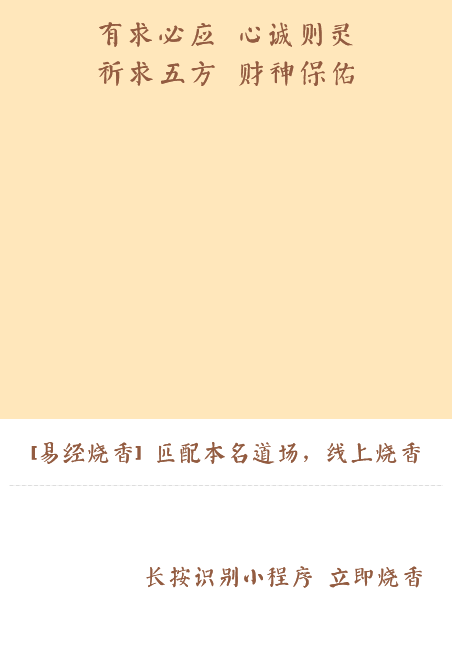 有求必应 心诚则灵
祈求五方 财神保佑
[易经烧香] 匹配本名道场，线上烧香
长按识别小程序 立即烧香